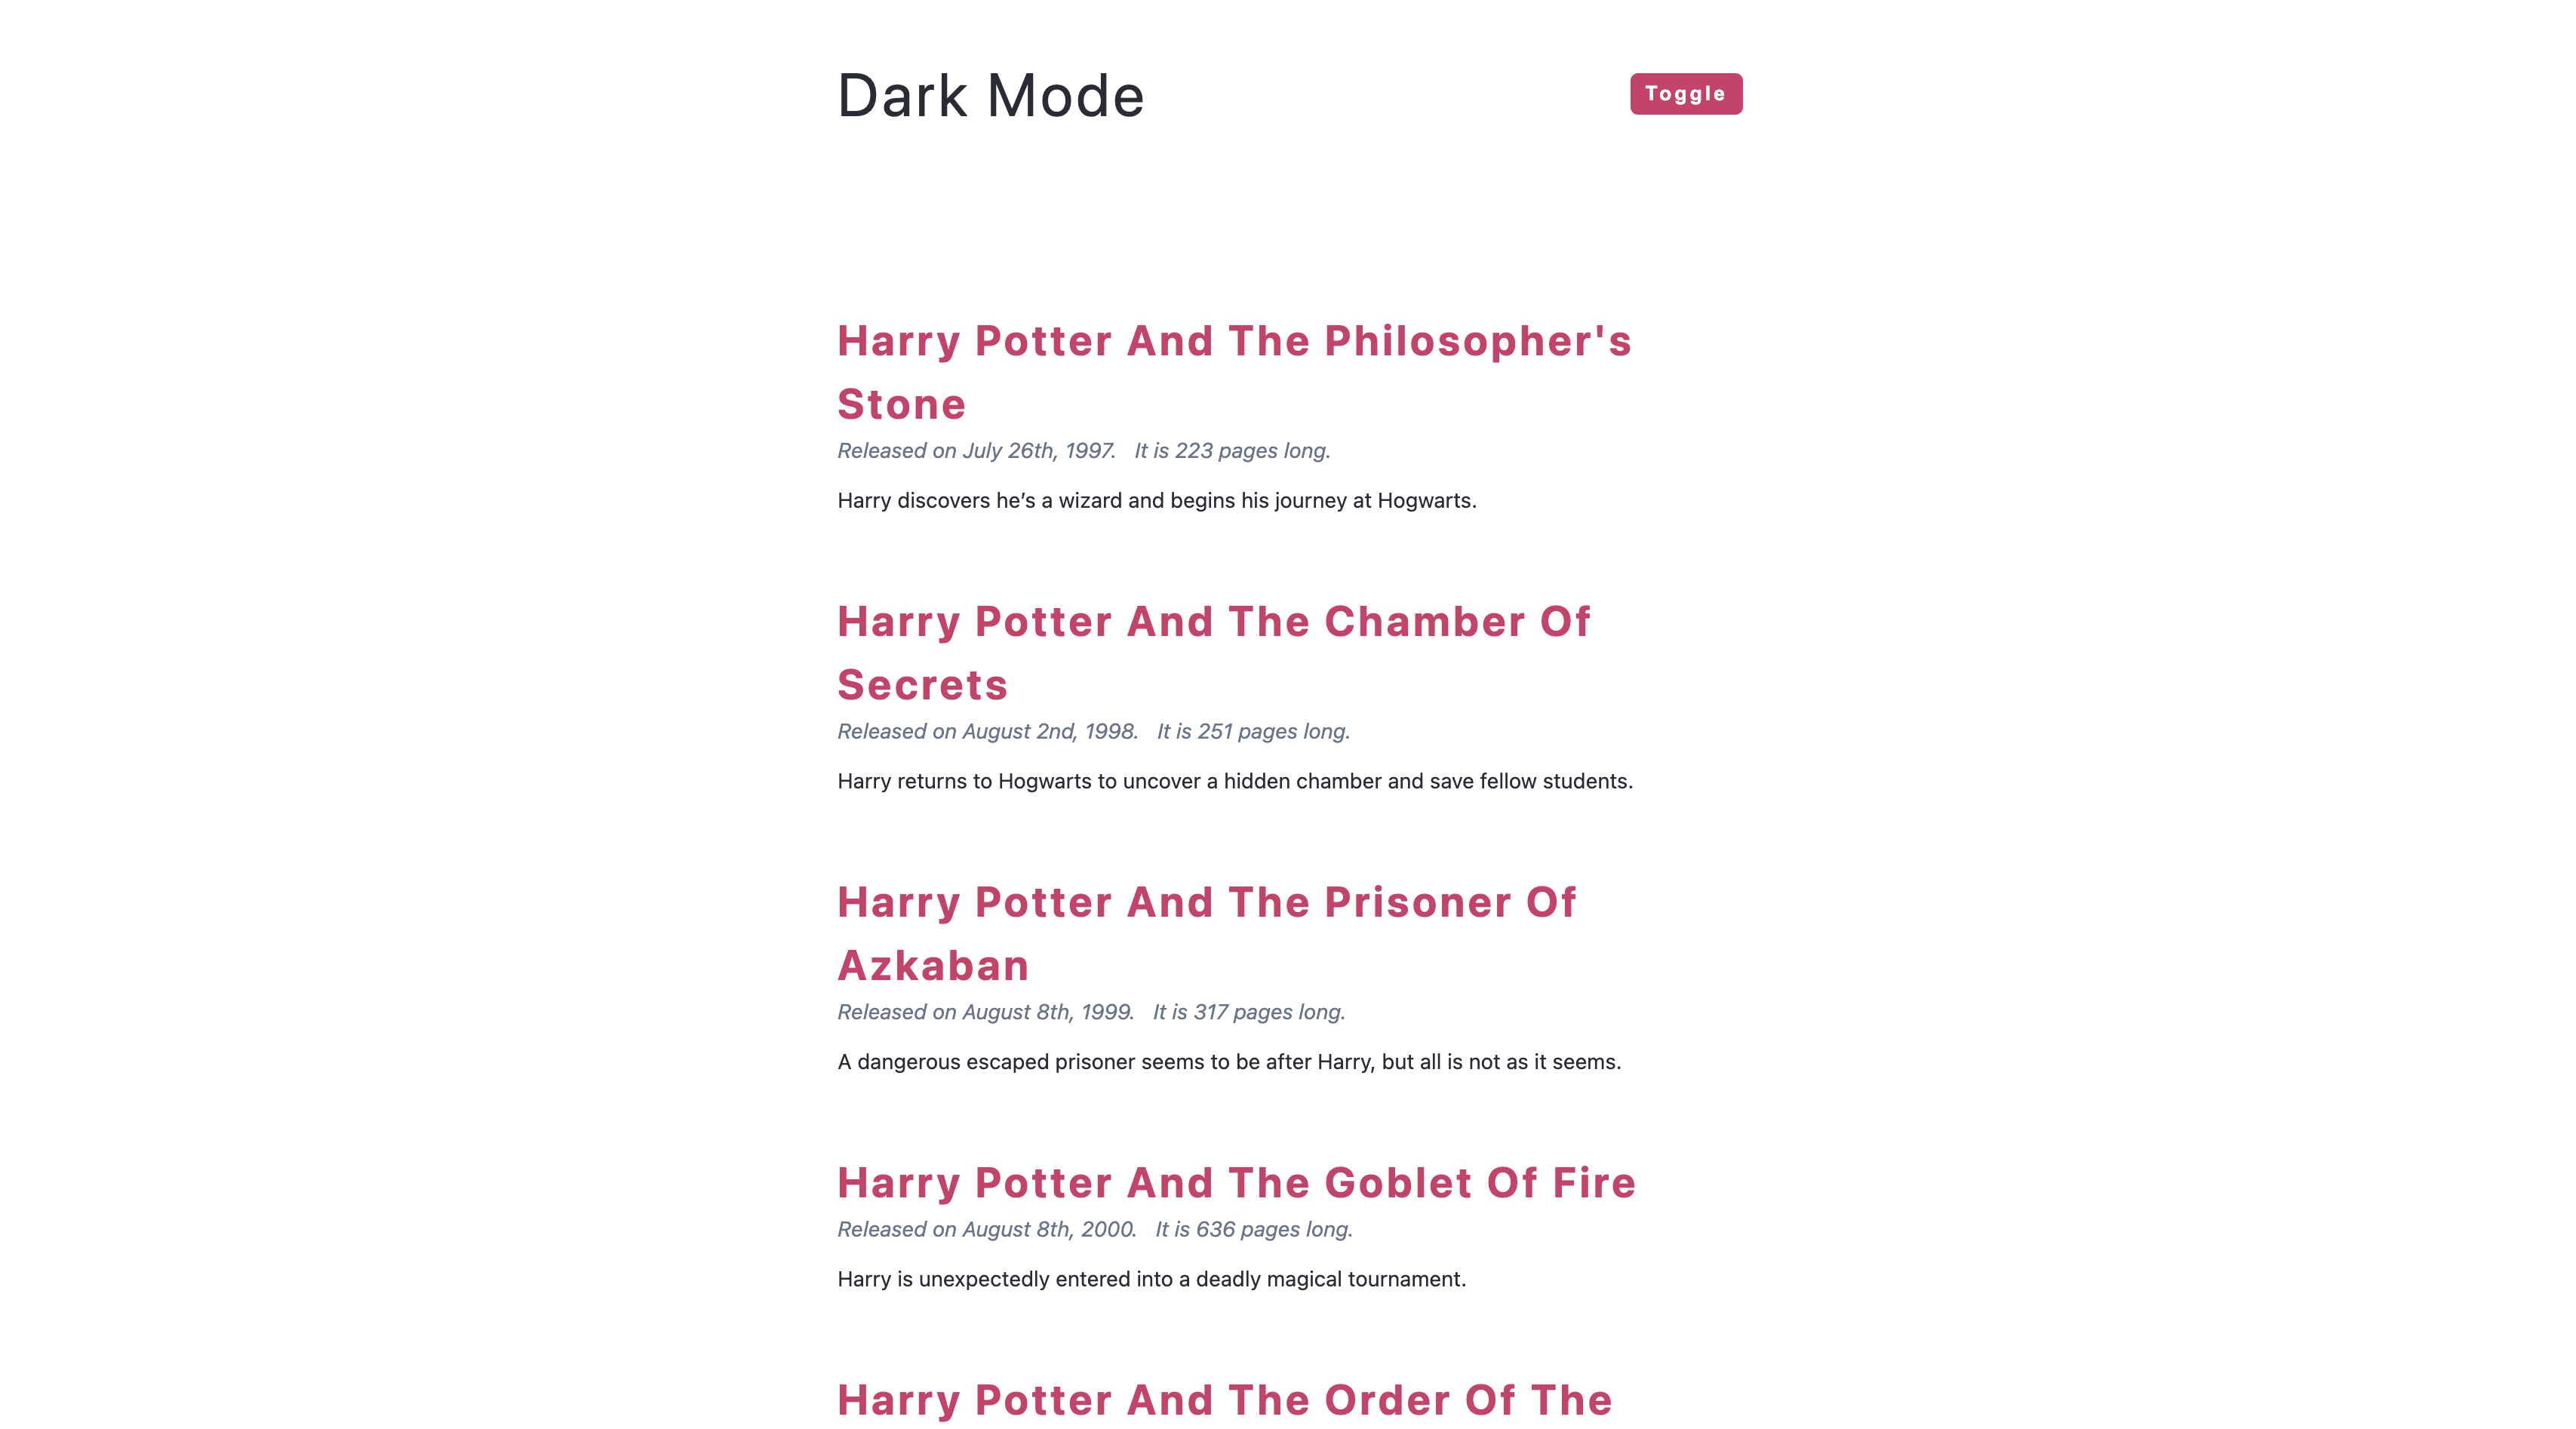 Dark Mode
Toggle
Harry Potter And The Philosopher's
Stone
Released on July 26th, 1997. It is 223 pages long.
Harry discovers he’s a wizard and begins his journey at Hogwarts.
Harry Potter And The Chamber Of
Secrets
Released on August 2nd, 1998. It is 251 pages long.
Harry returns to Hogwarts to uncover a hidden chamber and save fellow students.
Harry Potter And The Prisoner Of
Azkaban
Released on August 8th, 1999. It is 317 pages long.
A dangerous escaped prisoner seems to be after Harry, but all is not as it seems.
Harry Potter And The Goblet Of Fire
Released on August 8th, 2000. It is 636 pages long.
Harry is unexpectedly entered into a deadly magical tournament.
Harry Potter And The Order Of The